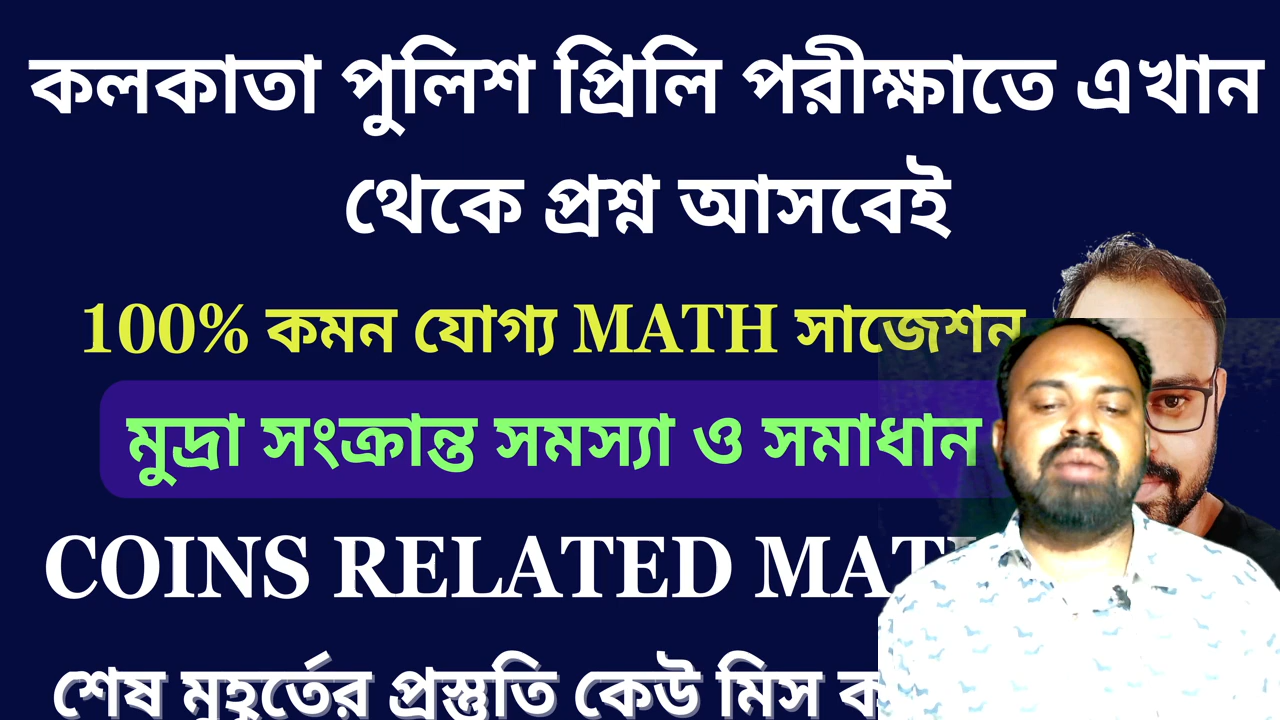 কলকাতা পুলিশ প্রিলি পরীক্ষাতে এখান
থেকে প্রশ্ন আসবেই
100% কমন যোগ্য MATH সাজেশন
মুদ্রা সংক্রান্ত সমস্যা ও সমাধান
COINS RELATED
শেষ মুহূর্তের প্রস্তুতি কেউ মিস